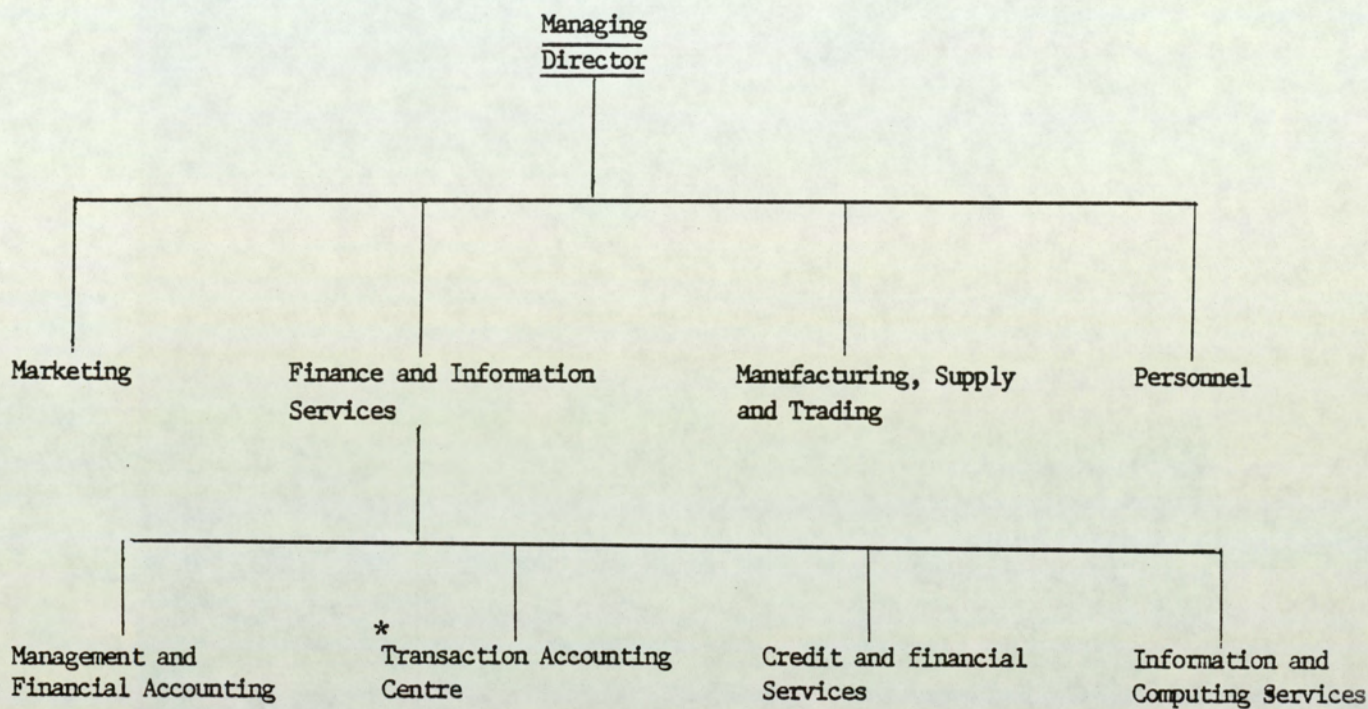 Managing
Director
Marketing
Finance and Information
Services
Manufacturing, Supply
and Trading
Personnel
Management and
Financial Accounting
*
Transaction Accounting
Centre
Credit and financial
Services
Information and
Computing Services